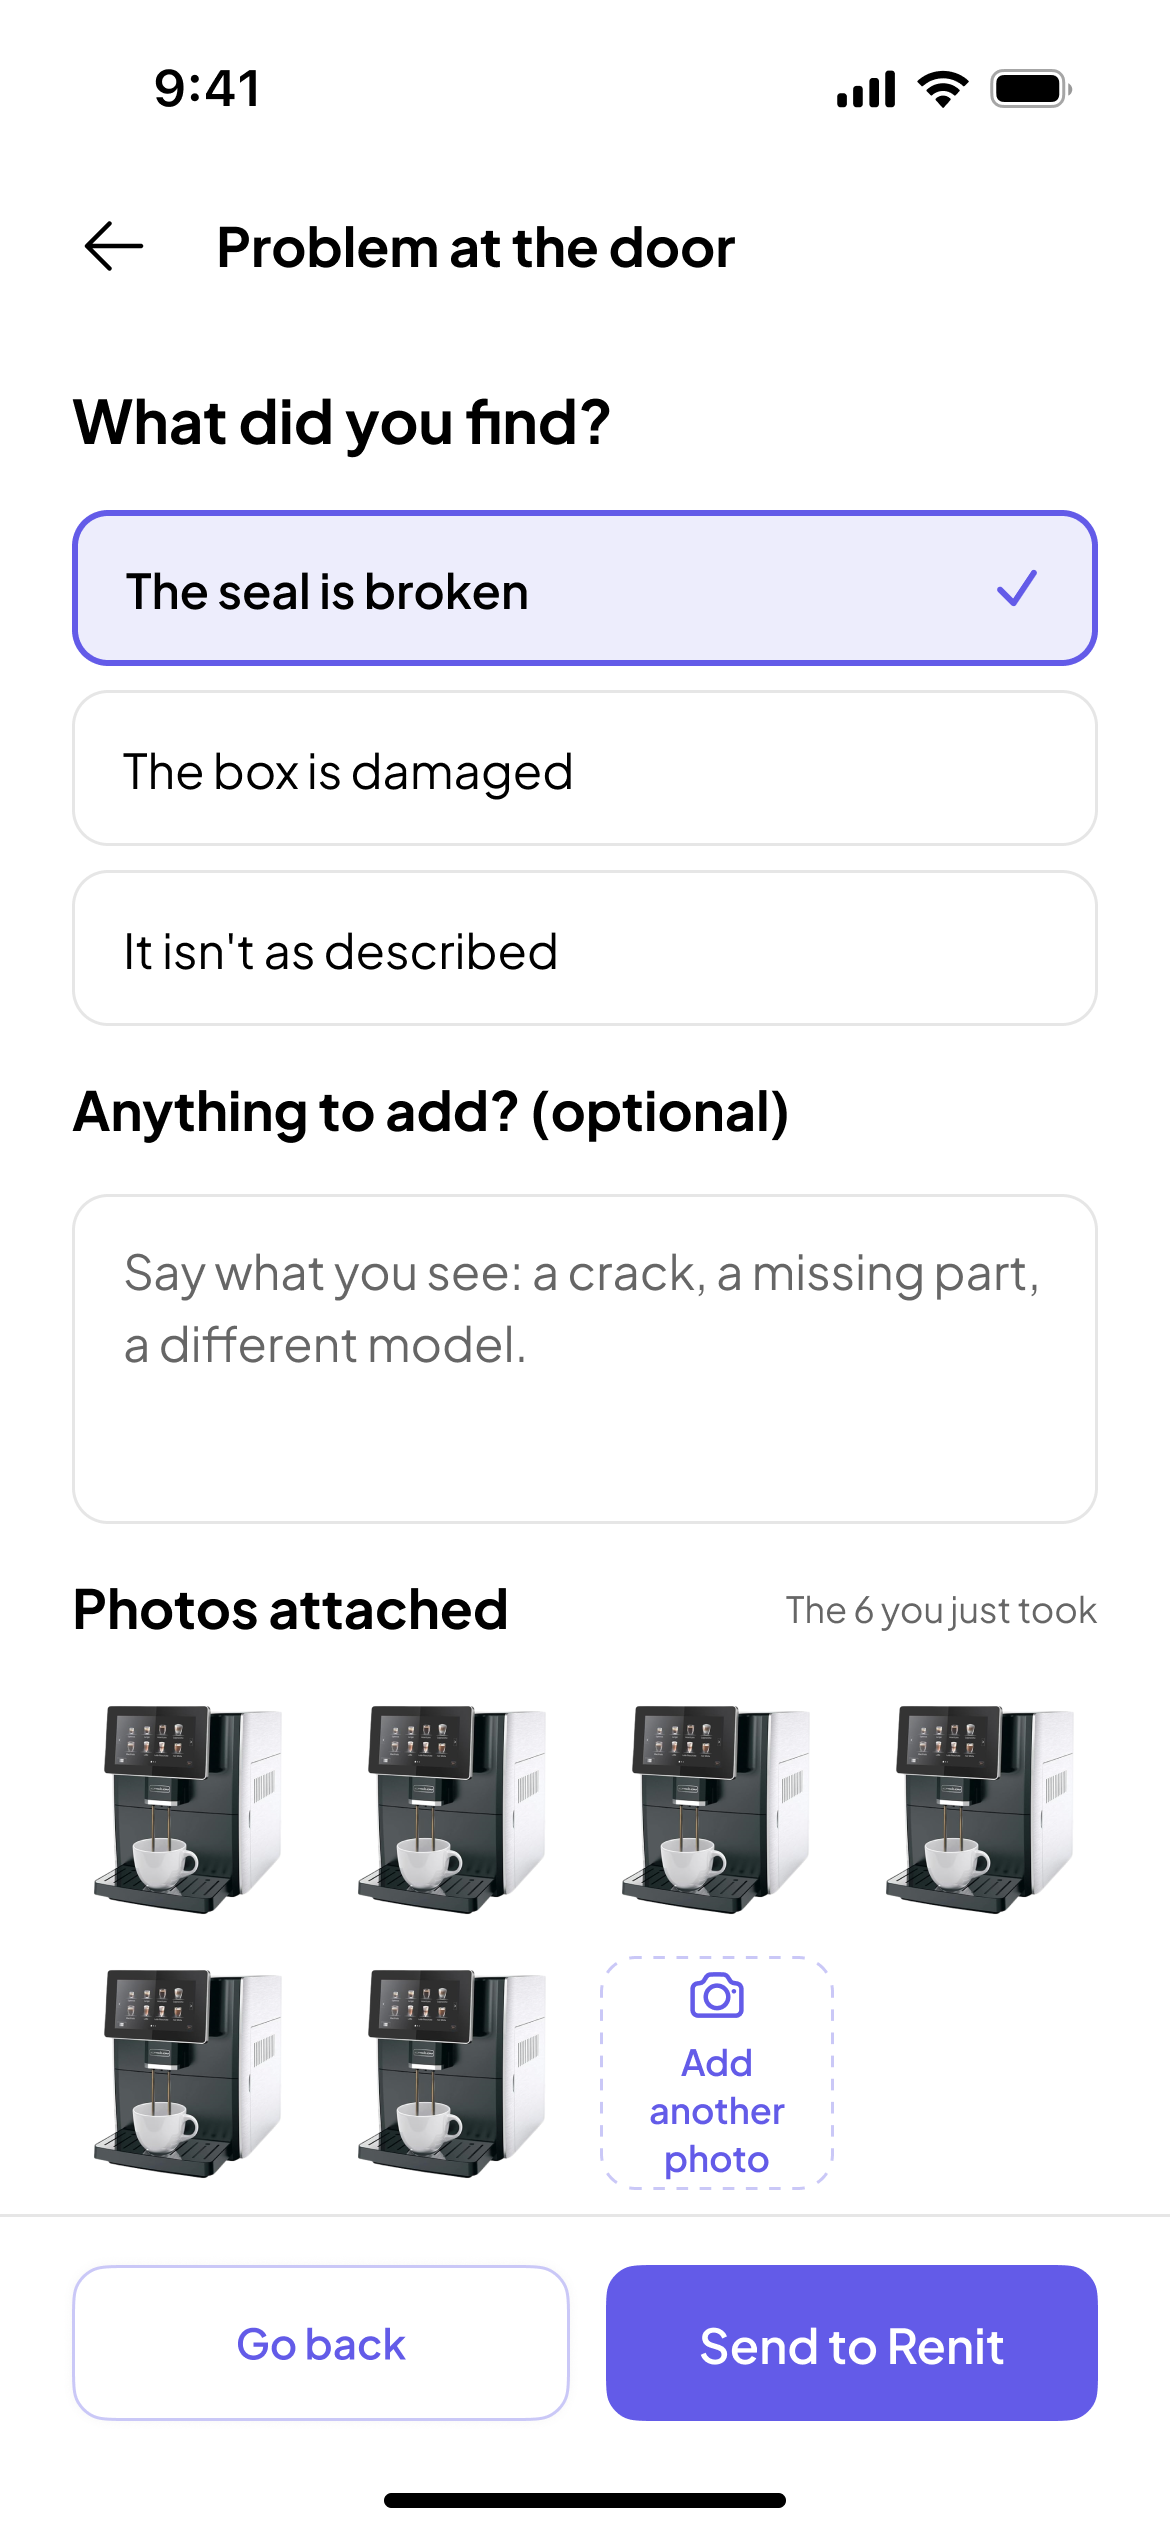 9:41
Problem at the door
What did you find?
The seal is broken
The box is damaged
It isn't as described
Anything to add? (optional)
Say what you see: a crack, a missing part,
a different model.
Photos attached
The 6 you just took
Add
another
photo
Go back
Send to Renit